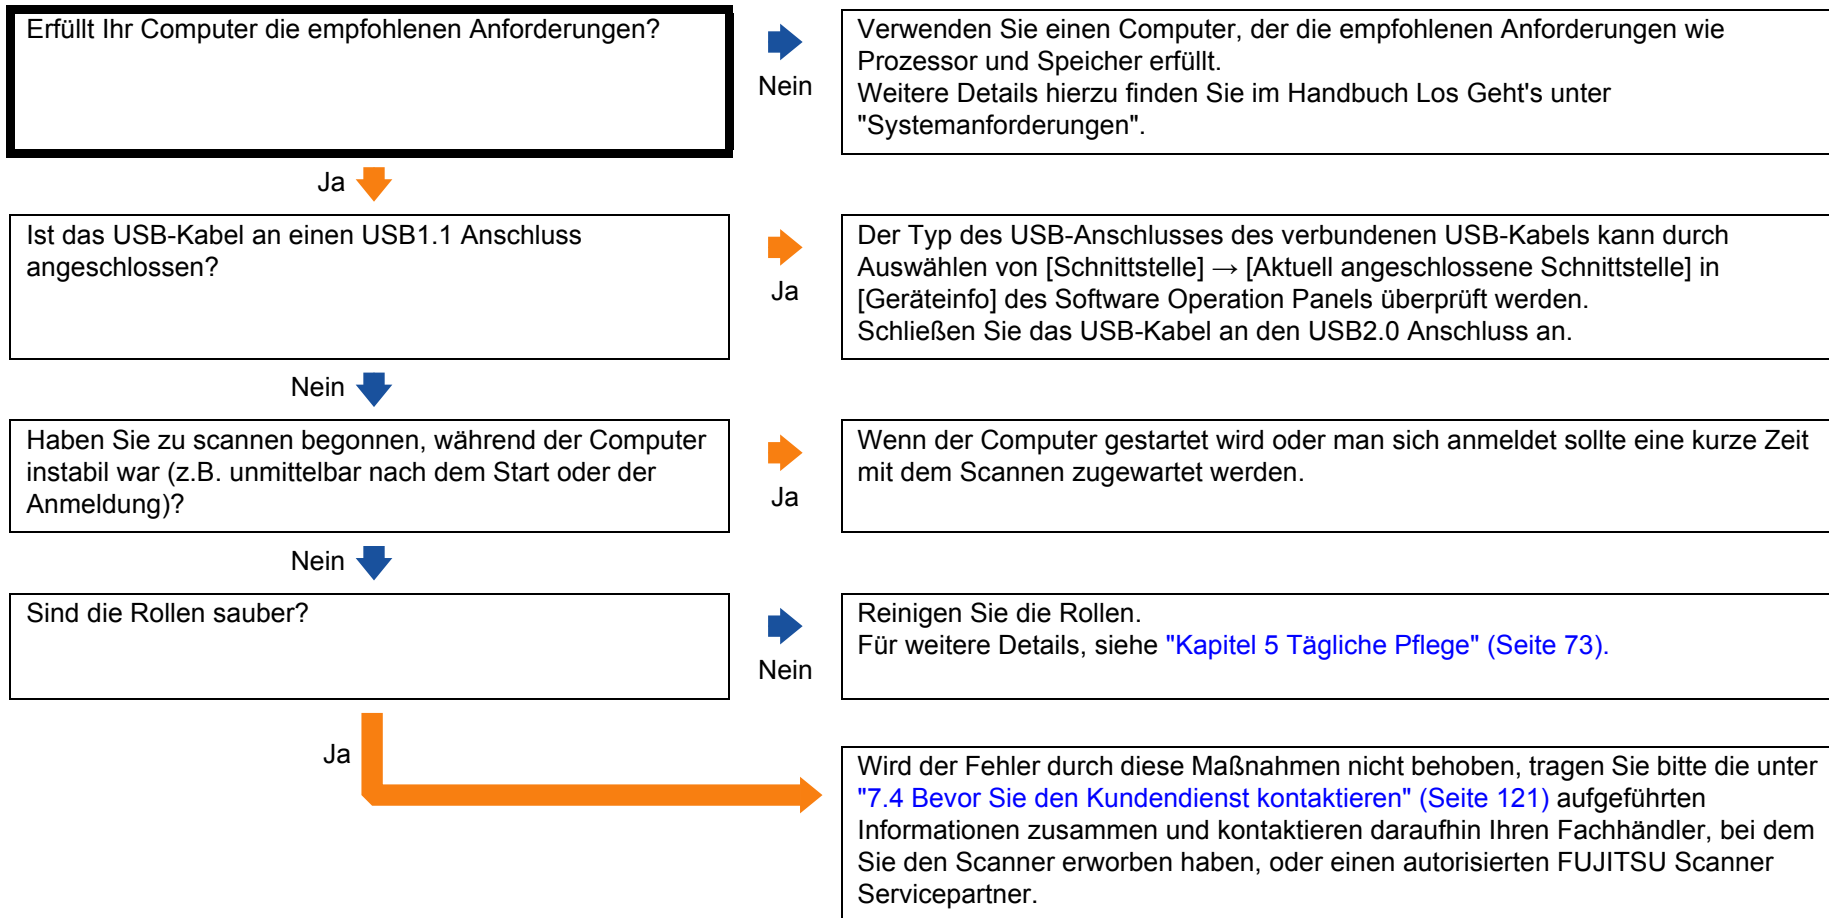 Erfüllt Ihr Computer die empfohlenen Anforderungen?
Nein
Verwenden Sie einen Computer, der die empfohlenen Anforderungen wie
Prozessor und Speicher erfüllt.
Weitere Details hierzu finden Sie im Handbuch Los Geht's unter
"Systemanforderungen".
Ja
Ist das USB-Kabel an einen USB1.1 Anschluss
angeschlossen?
Ja
Der Typ des USB-Anschlusses des verbundenen USB-Kabels kann durch
Auswählen von [Schnittstelle] → [Aktuell angeschlossene Schnittstelle] in
[Geräteinfo] des Software Operation Panels überprüft werden.
Schließen Sie das USB-Kabel an den USB2.0 Anschluss an.
Nein
Haben Sie zu scannen begonnen, während der Computer
instabil war (z.B. unmittelbar nach dem Start oder der
Anmeldung)?
Ja
Wenn der Computer gestartet wird oder man sich anmeldet sollte eine kurze Zeit
mit dem Scannen zugewartet werden.
Nein
Sind die Rollen sauber?
Nein
Reinigen Sie die Rollen.
Für weitere Details, siehe "Kapitel 5 Tägliche Pflege" (Seite 73).
Ja
Wird der Fehler durch diese Maßnahmen nicht behoben, tragen Sie bitte die unter
"7.4 Bevor Sie den Kundendienst kontaktieren" (Seite 121) aufgeführten
Informationen zusammen und kontaktieren daraufhin Ihren Fachhändler, bei dem
Sie den Scanner erworben haben, oder einen autorisierten FUJITSU Scanner
Servicepartner.